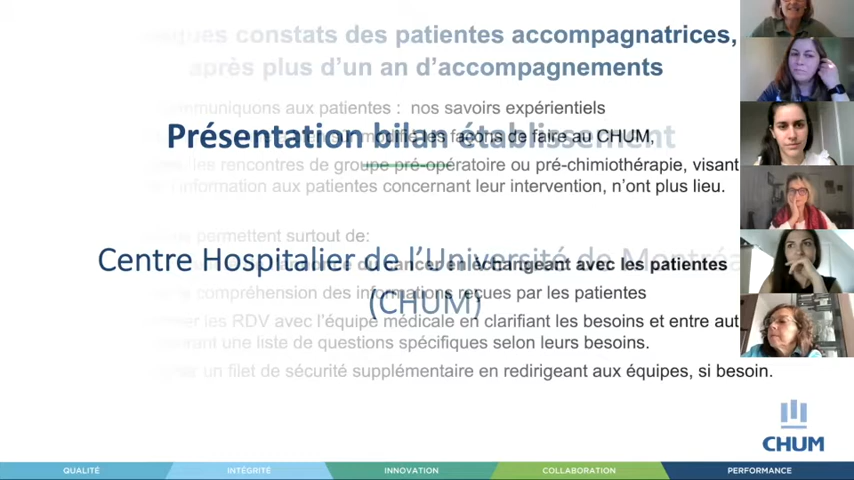 ques constats des patientes accompagnatrices,
après plus d'un an d'accompagnements
mmuniquons aux patientes : nos savoirs expérientiels
Présentation bilan établissement
modifié les façons de faire au CHUM,
les rencontres de groupe pré-opératoire ou pré-chimiothérapie, visant
l'information aux patientes concernant leur intervention, n'ont plus lieu.
permettent surtout de:
Centre Hospitalier de l'Université de Montréa
cancer en échangeant avec les patientes
compréhension des informations reçues par les patientes
(CHUM)
les RDV avec l'équipe médicale en clarifiant les besoins et entre aut
une liste de questions spécifiques selon leurs besoins.
un filet de sécurité supplémentaire en redirigeant aux équipes, si besoin.
CHUM
QUALITÉ INTÉGRITÉ INNOVATION COLLABORATION PERFORMANCE